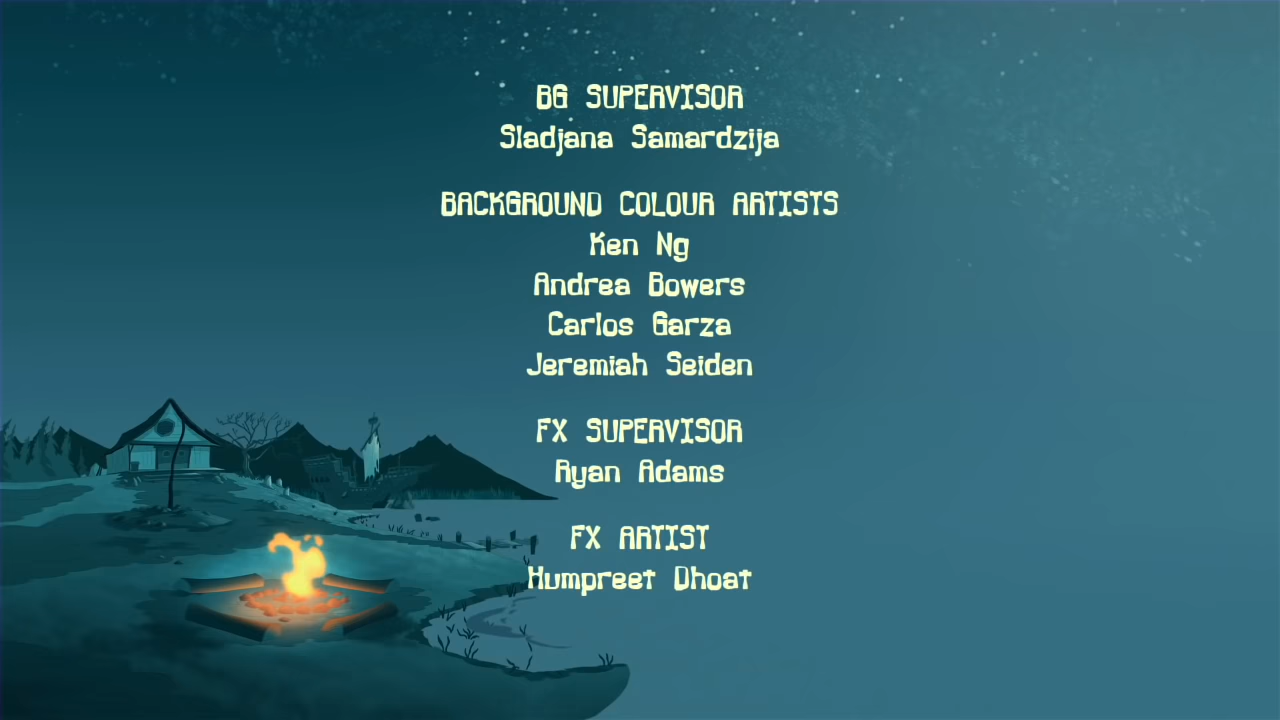 BG SUPERVISOR
Sladjana Samardzija
BACKGROUND COLOUR ARTISTS
Ken Ng
Andrea Bowers
Carlos Garza
Jeremiah Seiden
FX SUPERVISOR
Ryan Adams
FX ARTIST
Humpreet Dhoat